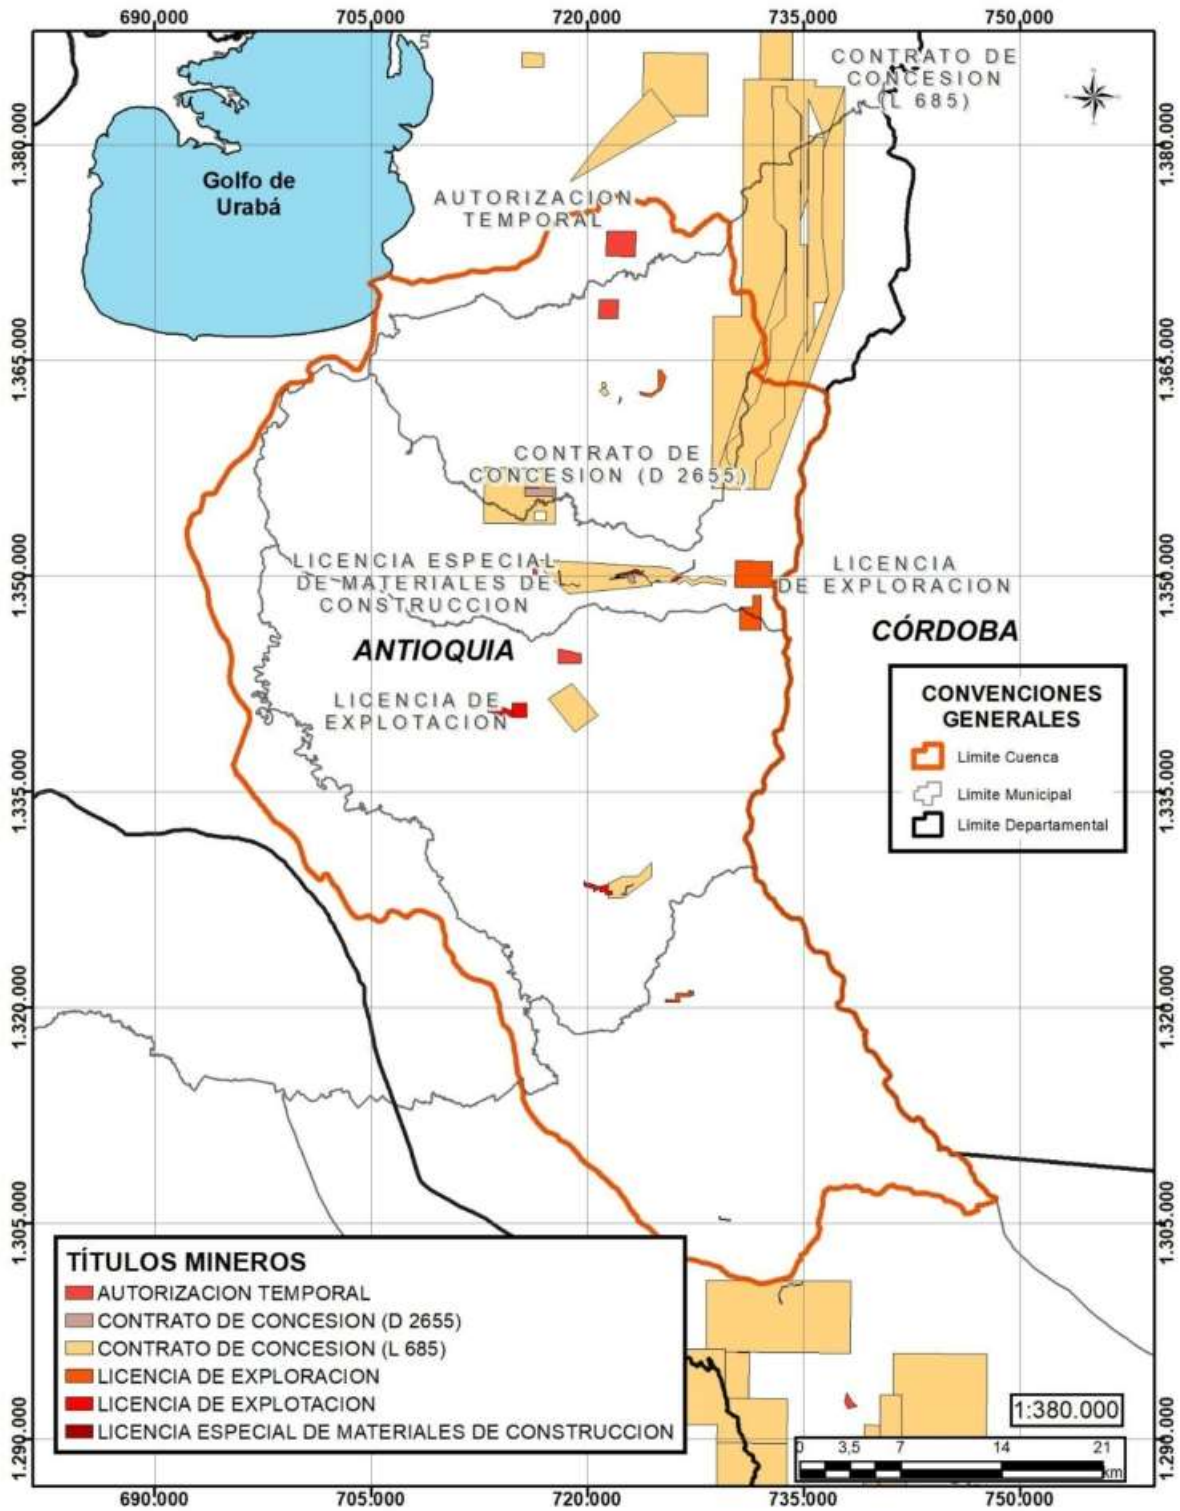 690.000 705.000 720.000 735.000 750.000
CONTRATO DE
CONCESION
(L 685)
1.380.000 1.380.000
Golfo de
Urabá
AUTORIZACION
TEMPORAL
1.365.000 1.365.000
CONTRATO DE
CONCESION (D 2655)
LICENCIA ESPECIAL
DE MATERIALES DE
CONSTRUCCION
LICENCIA
DE EXPLORACION
1.350.000 1.350.000
ANTIOQUIA
CÓRDOBA
LICENCIA DE
EXPLOTACION
CONVENCIONES
GENERALES
Limite Cuenca
Limite Municipal
Limite Departamental
1.335.000 1.335.000
1.320.000 1.320.000
1.305.000 1.305.000
TÍTULOS MINEROS
AUTORIZACION TEMPORAL
CONTRATO DE CONCESION (D 2655)
CONTRATO DE CONCESION (L 685)
LICENCIA DE EXPLORACION
LICENCIA DE EXPLOTACION
LICENCIA ESPECIAL DE MATERIALES DE CONSTRUCCION
1:380.000
1.290.000 1.290.000
0 3,5 7 14 21
km
690.000 705.000 720.000 735.000 750.000